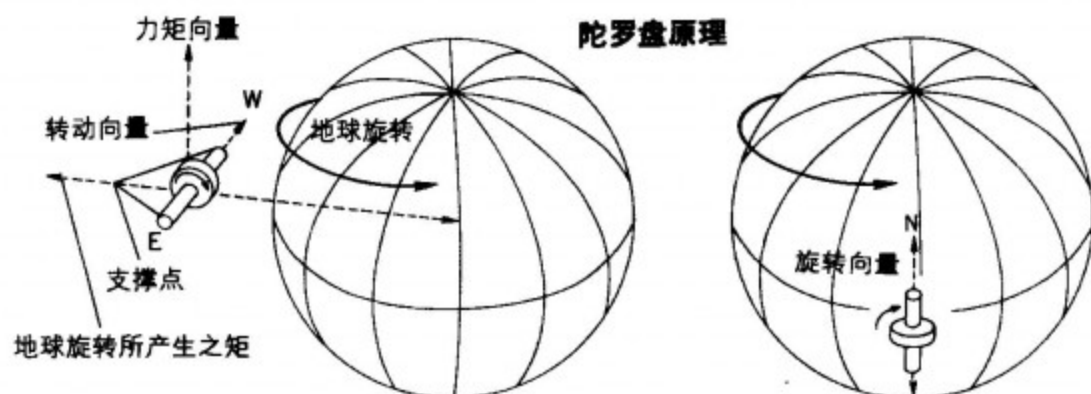 陀罗盘原理
力矩向量
W
转动向量
地球旋转
E
支撑点
地球旋转所产生之矩
N
旋转向量